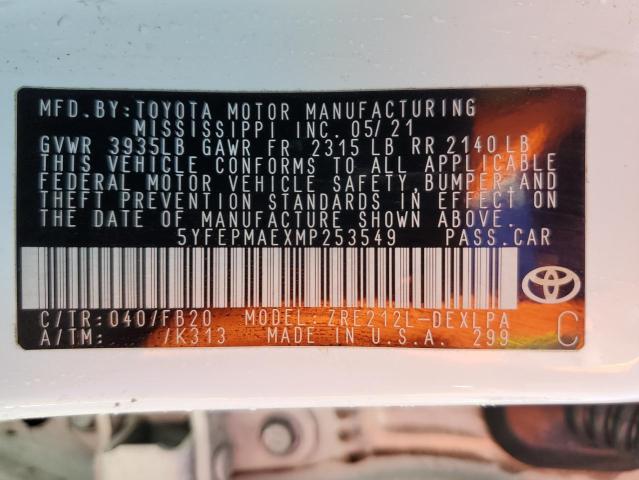 MFD. BY: TOYOTA MOTOR MANUFACTURING
MISSISSIPPI INC. 05/21
GVWR 3935LB GAWR FR 2315 LB RR 2140 LB
THIS VEHICLE CONFORMS TO ALL APPLICABLE
FEDERAL MOTOR VEHICLE SAFETY, BUMPER, AND
THEFT PREVENTION STANDARDS IN EFFECT ON
THE DATE OF MANUFACTURE SHOWN ABOVE.
5YFEPMAEXMP253549 PASS. CAR
C/TR: 040/FB20 MODEL: ZRE212L-DEXLPA
A/TM: /K313 MADE IN U.S.A. 299 C